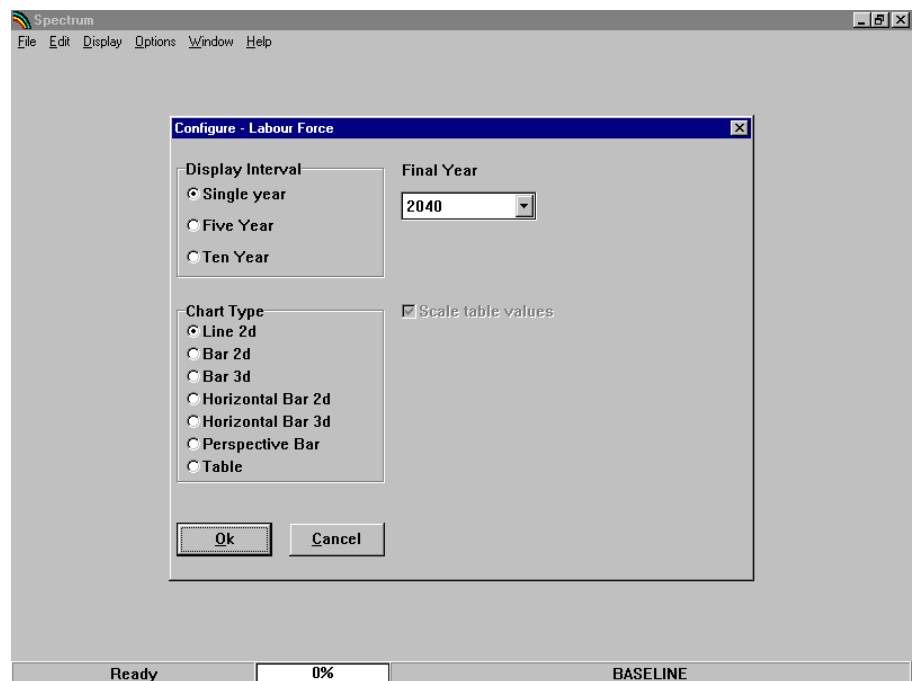 Spectrum
File Edit Display Options Window Help
Configure - Labour Force
Display Interval
Single year
Five Year
Ten Year
Final Year
2040
Chart Type
Line 2d
Bar 2d
Bar 3d
Horizontal Bar 2d
Horizontal Bar 3d
Perspective Bar
Table
Scale table values
Ok Cancel
Ready 0% BASELINE